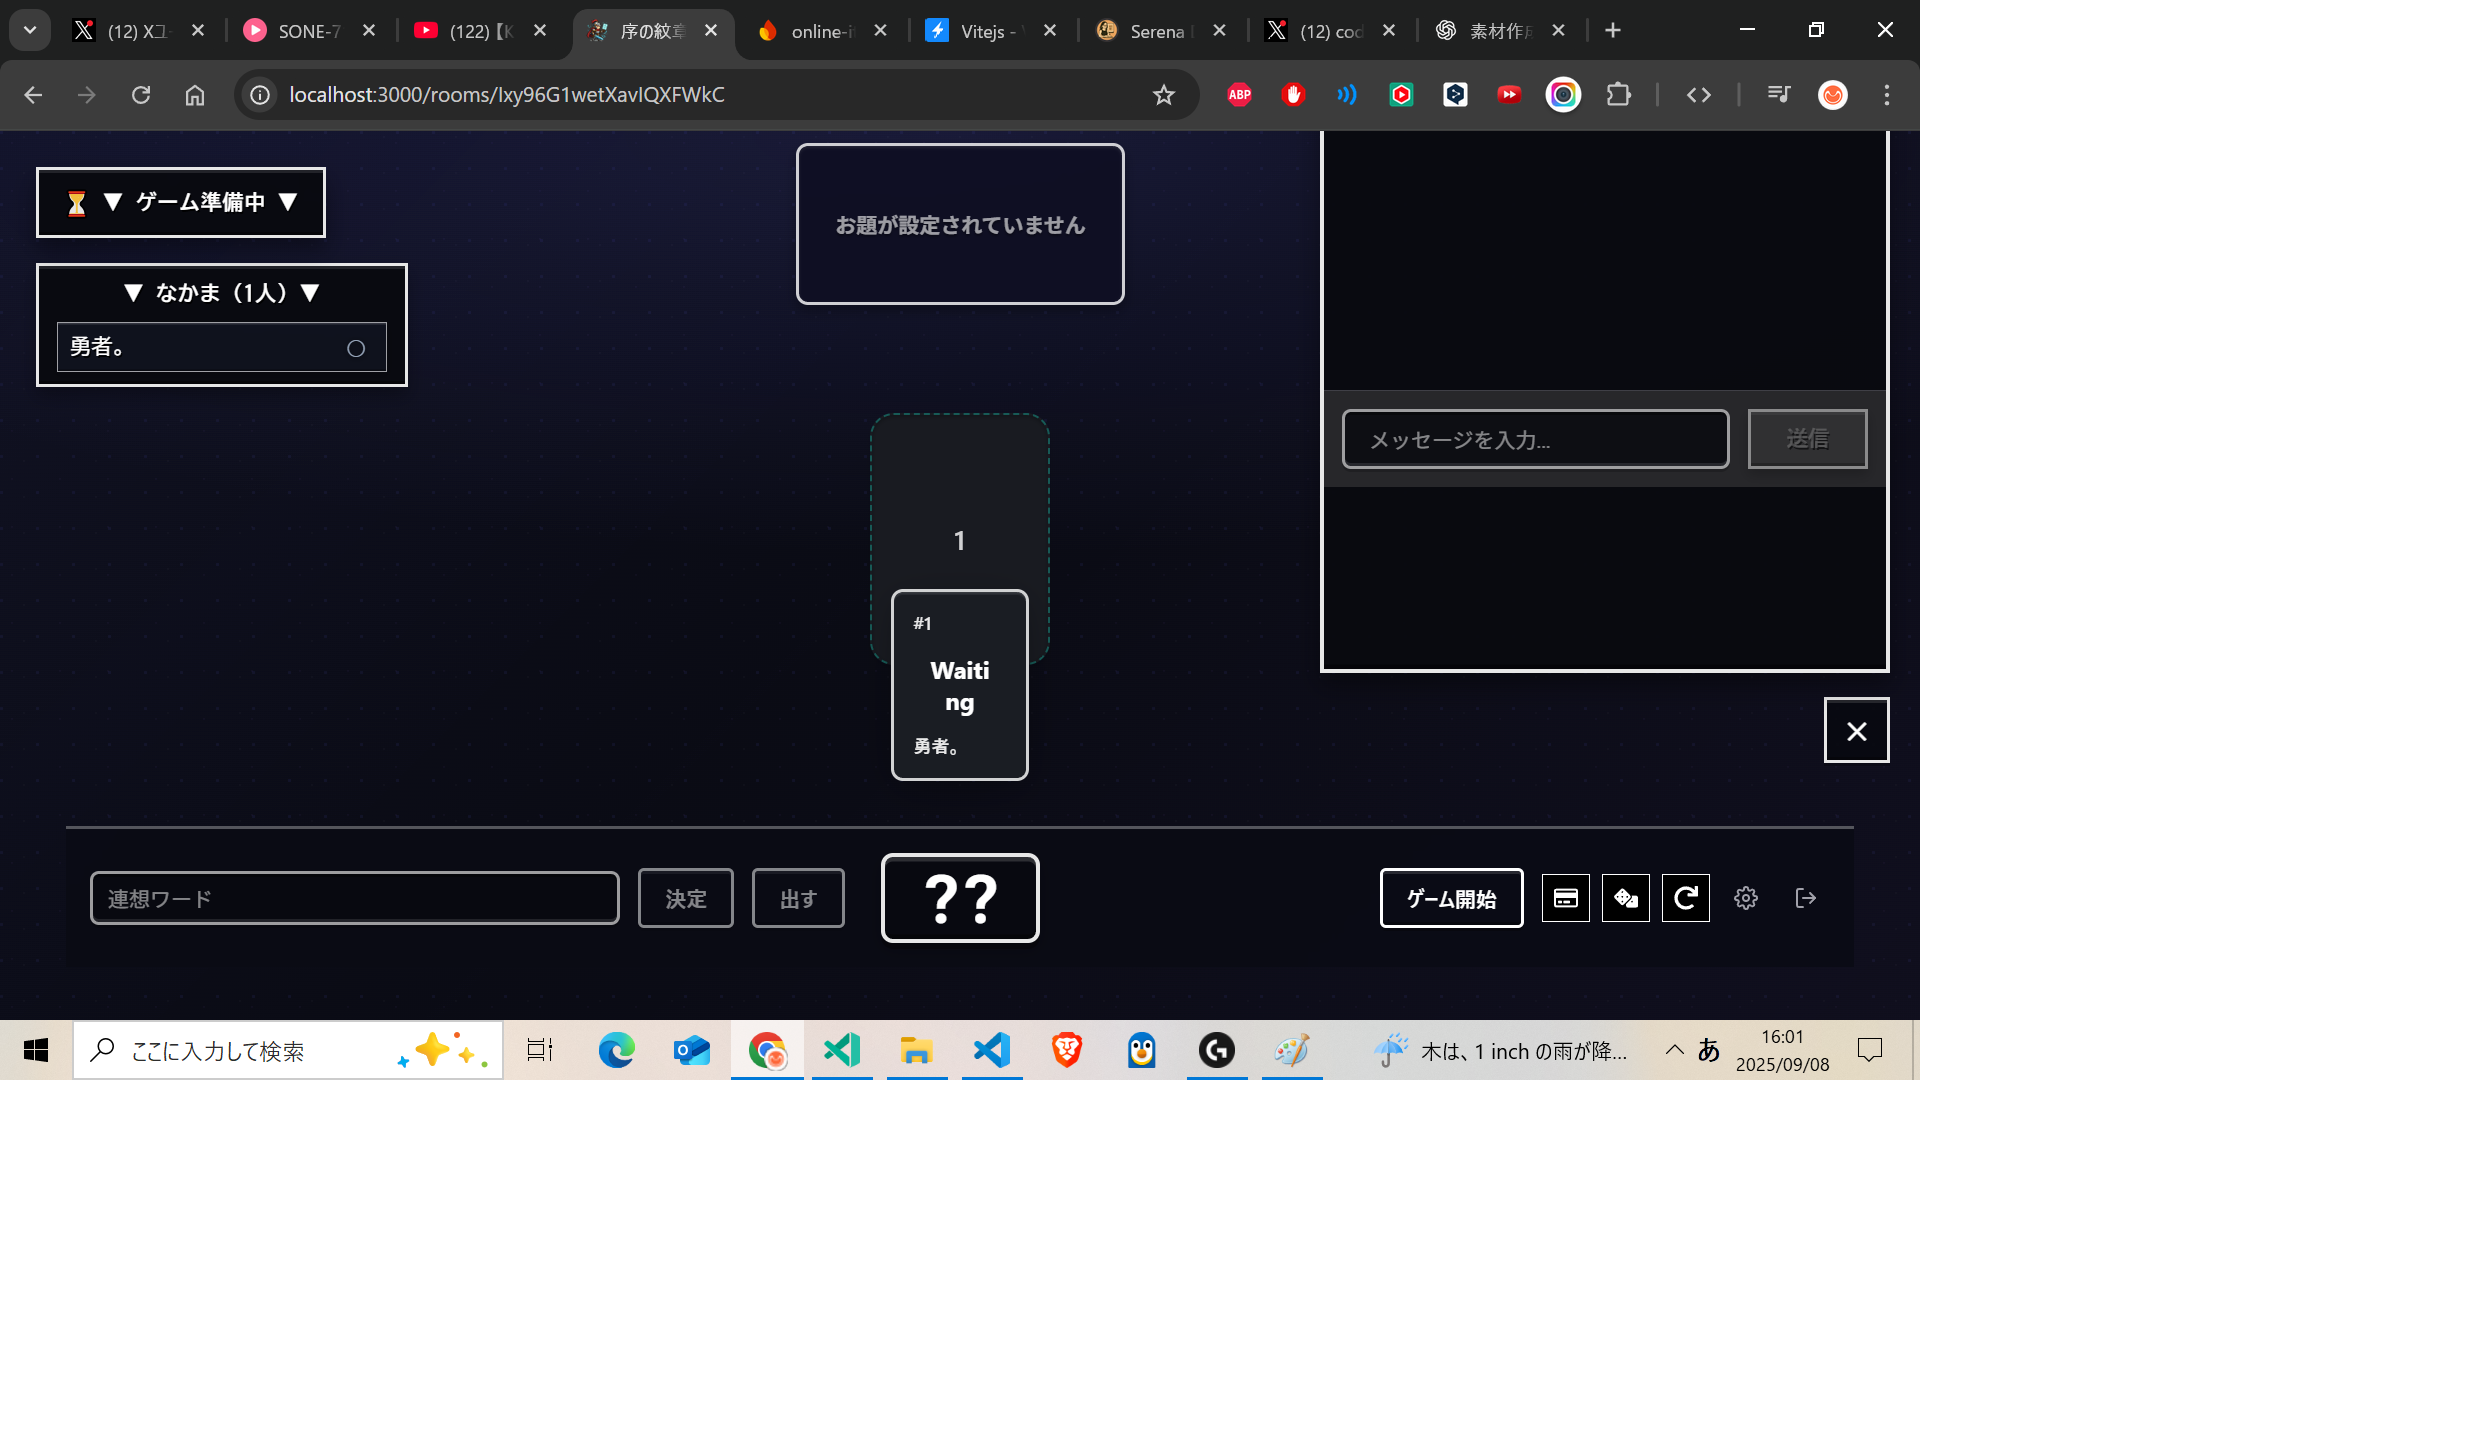 (12) Xユ
SONE-7
(122)【K
序の紋章
online-i
Vitejs -
Serena
(12) cod
素材作成
localhost:3000/rooms/lxy96G1wetXavlQXFWkC
ABP
▼ ゲーム準備中 ▼
▼ なかま（1人）▼
勇者。
○
お題が設定されていません
1
#1
Waiti
ng
勇者。
メッセージを入力...
送信
連想ワード
決定
出す
??
ゲーム開始
ここに入力して検索
木は、1 inch の雨が降...
あ
16:01
2025/09/08